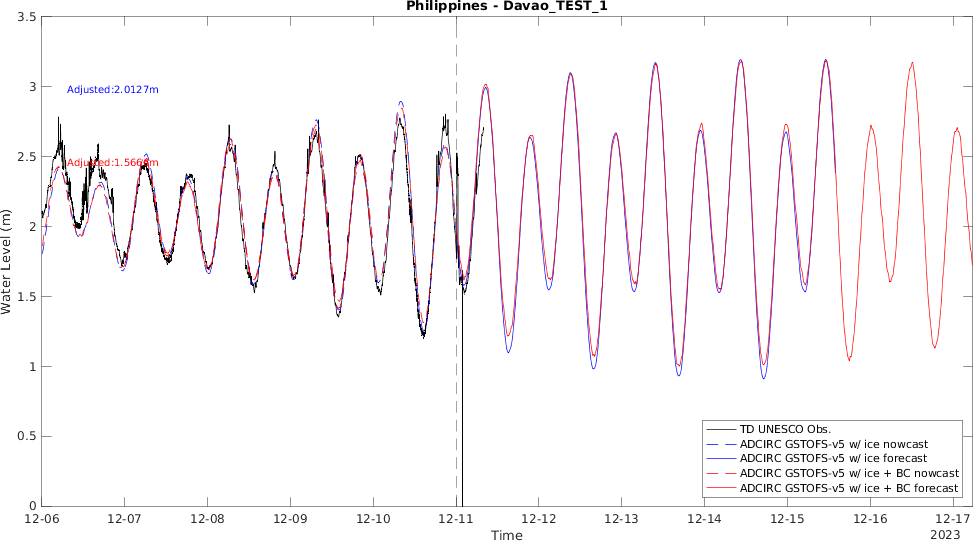 Philippines - Davao_TEST_1
3.5
3
2.5
2
1.5
1
0.5
0
Water Level (m)
Adjusted:2.0127m
TD UNESCO Obs.
ADCIRC GSTOFS-v5 w/ ice nowcast
ADCIRC GSTOFS-v5 w/ ice forecast
ADCIRC GSTOFS-v5 w/ ice + BC nowcast
ADCIRC GSTOFS-v5 w/ ice + BC forecast
12-06 12-07 12-08 12-09 12-10 12-11 12-12 12-13 12-14 12-15 12-16 12-17
Time
2023